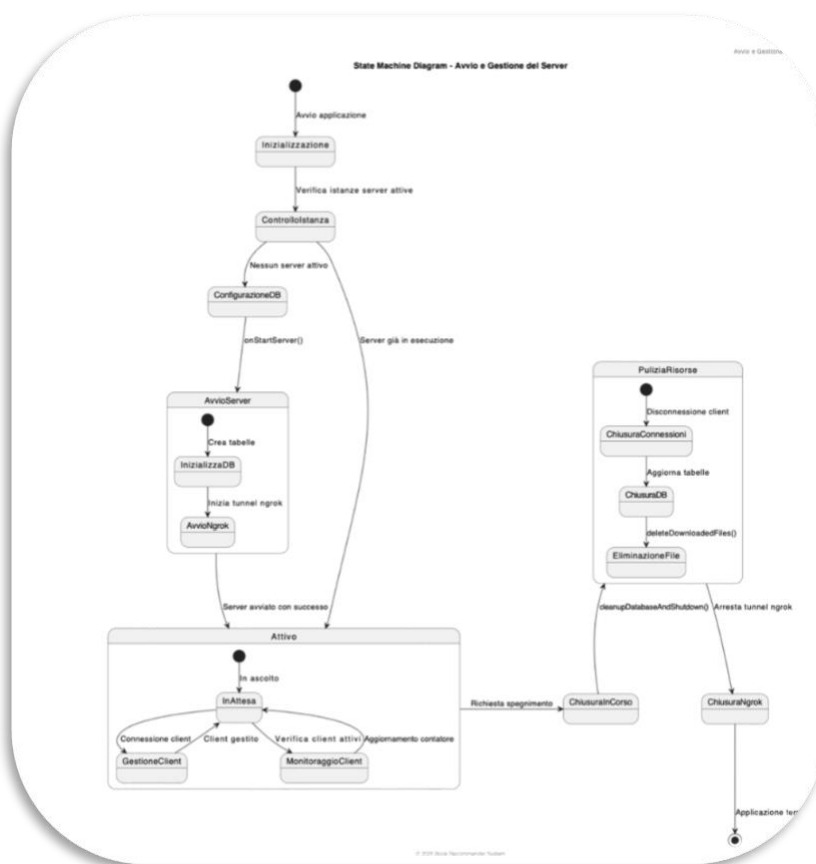 Avvio e Gestione
State Machine Diagram - Avvio e Gestione del Server
Avvio applicazione
Inizializzazione
Verifica istanze server attive
ControlloIstanza
Nessun server attivo
ConfigurazioneDB
onStartServer()
Server già in esecuzione
AvvioServer
Crea tabelle
InizializzaDB
Inizia tunnel ngrok
AvvioNgrok
Server avviato con successo
Attivo
In ascolto
InAttesa
Connessione client
Client gestito
Verifica client attivi
Aggiornamento contatore
GestioneClient
MonitoraggioClient
Richiesta spegnimento
ChiusuraInCorso
cleanupDatabaseAndShutdown()
PuliziaRisorse
Disconnessione client
ChiusuraConnessioni
Aggiorna tabelle
ChiusuraDB
deleteDownloadedFiles()
EliminazioneFile
Arresta tunnel ngrok
ChiusuraNgrok
Applicazione